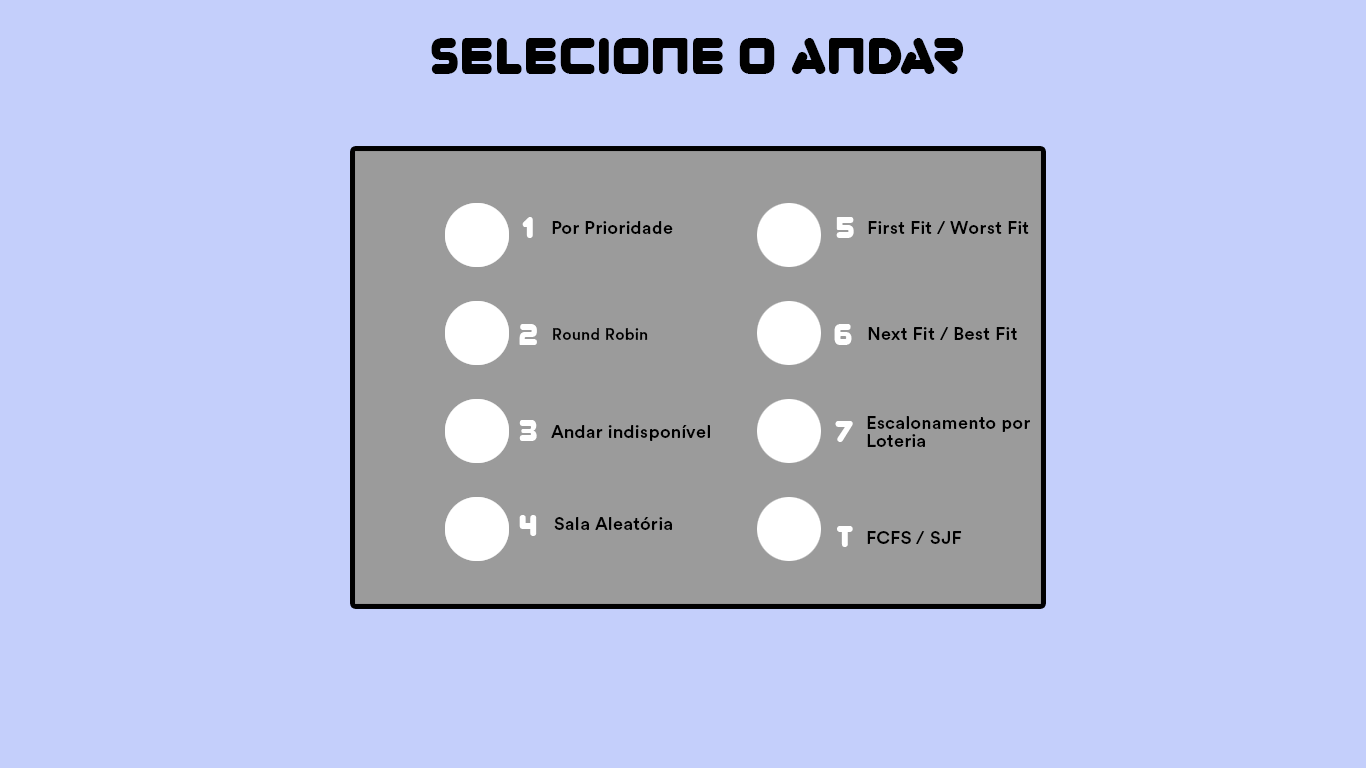 SELECIONE O ANDAR
1 Por Prioridade
2 Round Robin
3 Andar indisponível
4 Sala Aleatória
5 First Fit / Worst Fit
6 Next Fit / Best Fit
7 Escalonamento por
Loteria
T FCFS / SJF